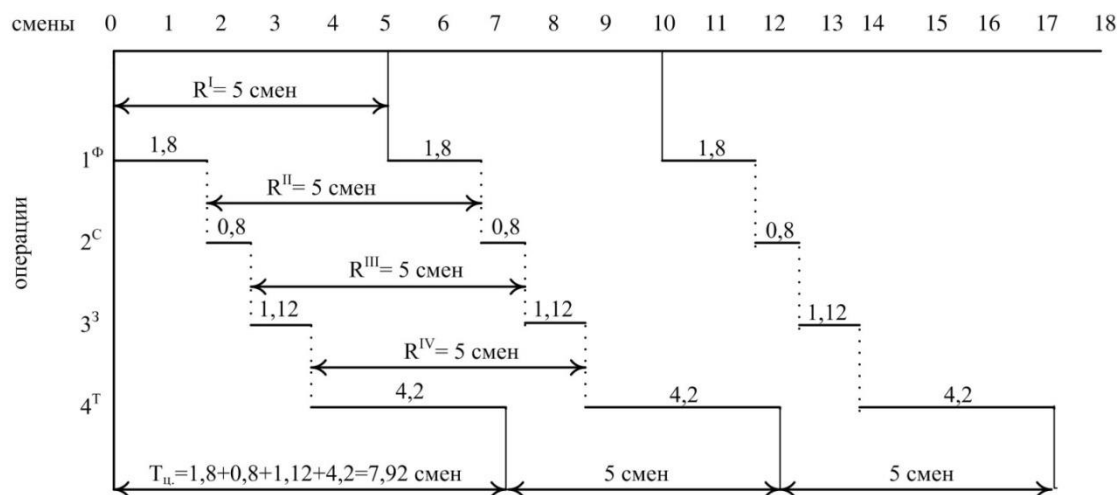 смены 0 1 2 3 4 5 6 7 8 9 10 11 12 13 14 15 16 17 18
R^I= 5 смен
1^Ф 1,8 1,8 1,8
R^II= 5 смен
2^С 0,8 0,8 0,8
R^III= 5 смен
3^З 1,12 1,12 1,12
R^IV= 5 смен
4^Т 4,2 4,2 4,2
Т_ц.=1,8+0,8+1,12+4,2=7,92 смен 5 смен 5 смен
операции